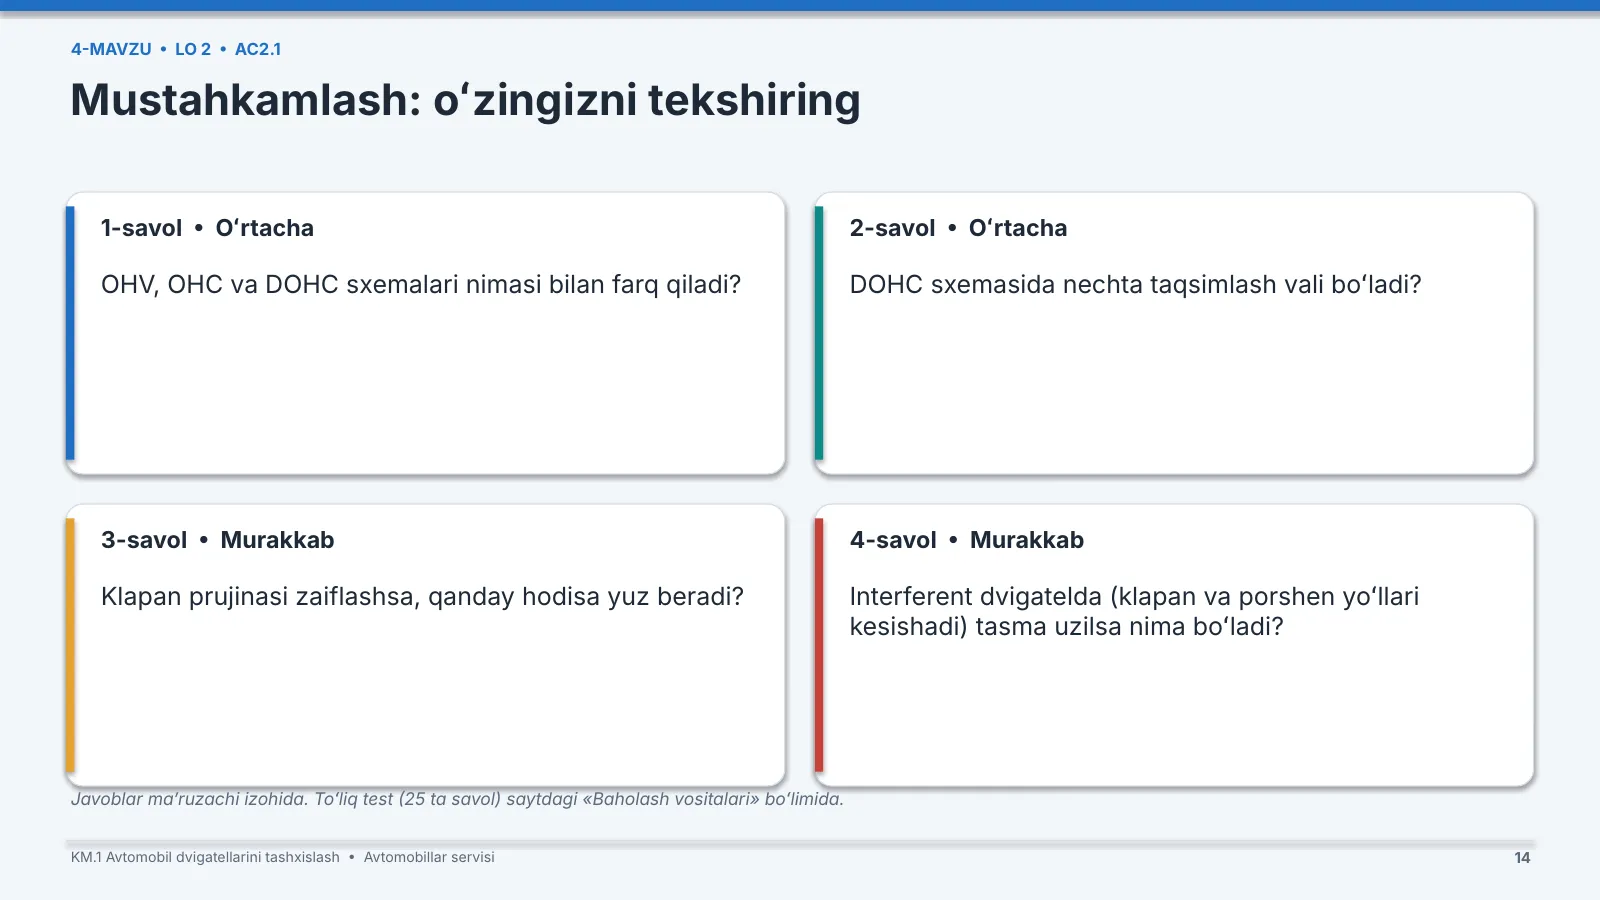 4-MAVZU • LO 2 • AC2.1
Mustahkamlash: oʻzingizni tekshiring
1-savol • Oʻrtacha
OHV, OHC va DOHC sxemalari nimasi bilan farq qiladi?
2-savol • Oʻrtacha
DOHC sxemasida nechta taqsimlash vali boʻladi?
3-savol • Murakkab
Klapan prujinasi zaiflashsa, qanday hodisa yuz beradi?
4-savol • Murakkab
Interferent dvigatelda (klapan va porshen yoʻllari
kesishadi) tasma uzilsa nima boʻladi?
Javoblar maʼruzachi izohida. Toʻliq test (25 ta savol) saytdagi «Baholash vositalari» boʻlimida.
KM.1 Avtomobil dvigatellarini tashxislash • Avtomobillar servisi
14